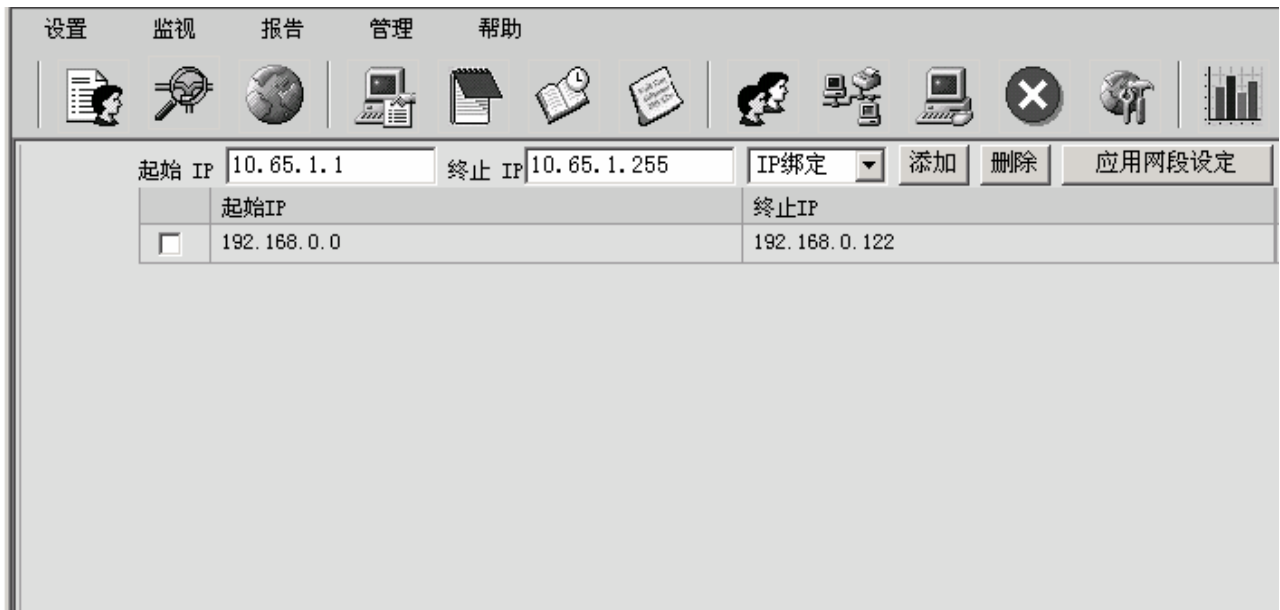 设置 监视 报告 管理 帮助
起始 IP 10.65.1.1 终止 IP 10.65.1.255 IP绑定 添加 删除 应用网段设定
起始IP 终止IP
192.168.0.0 192.168.0.122